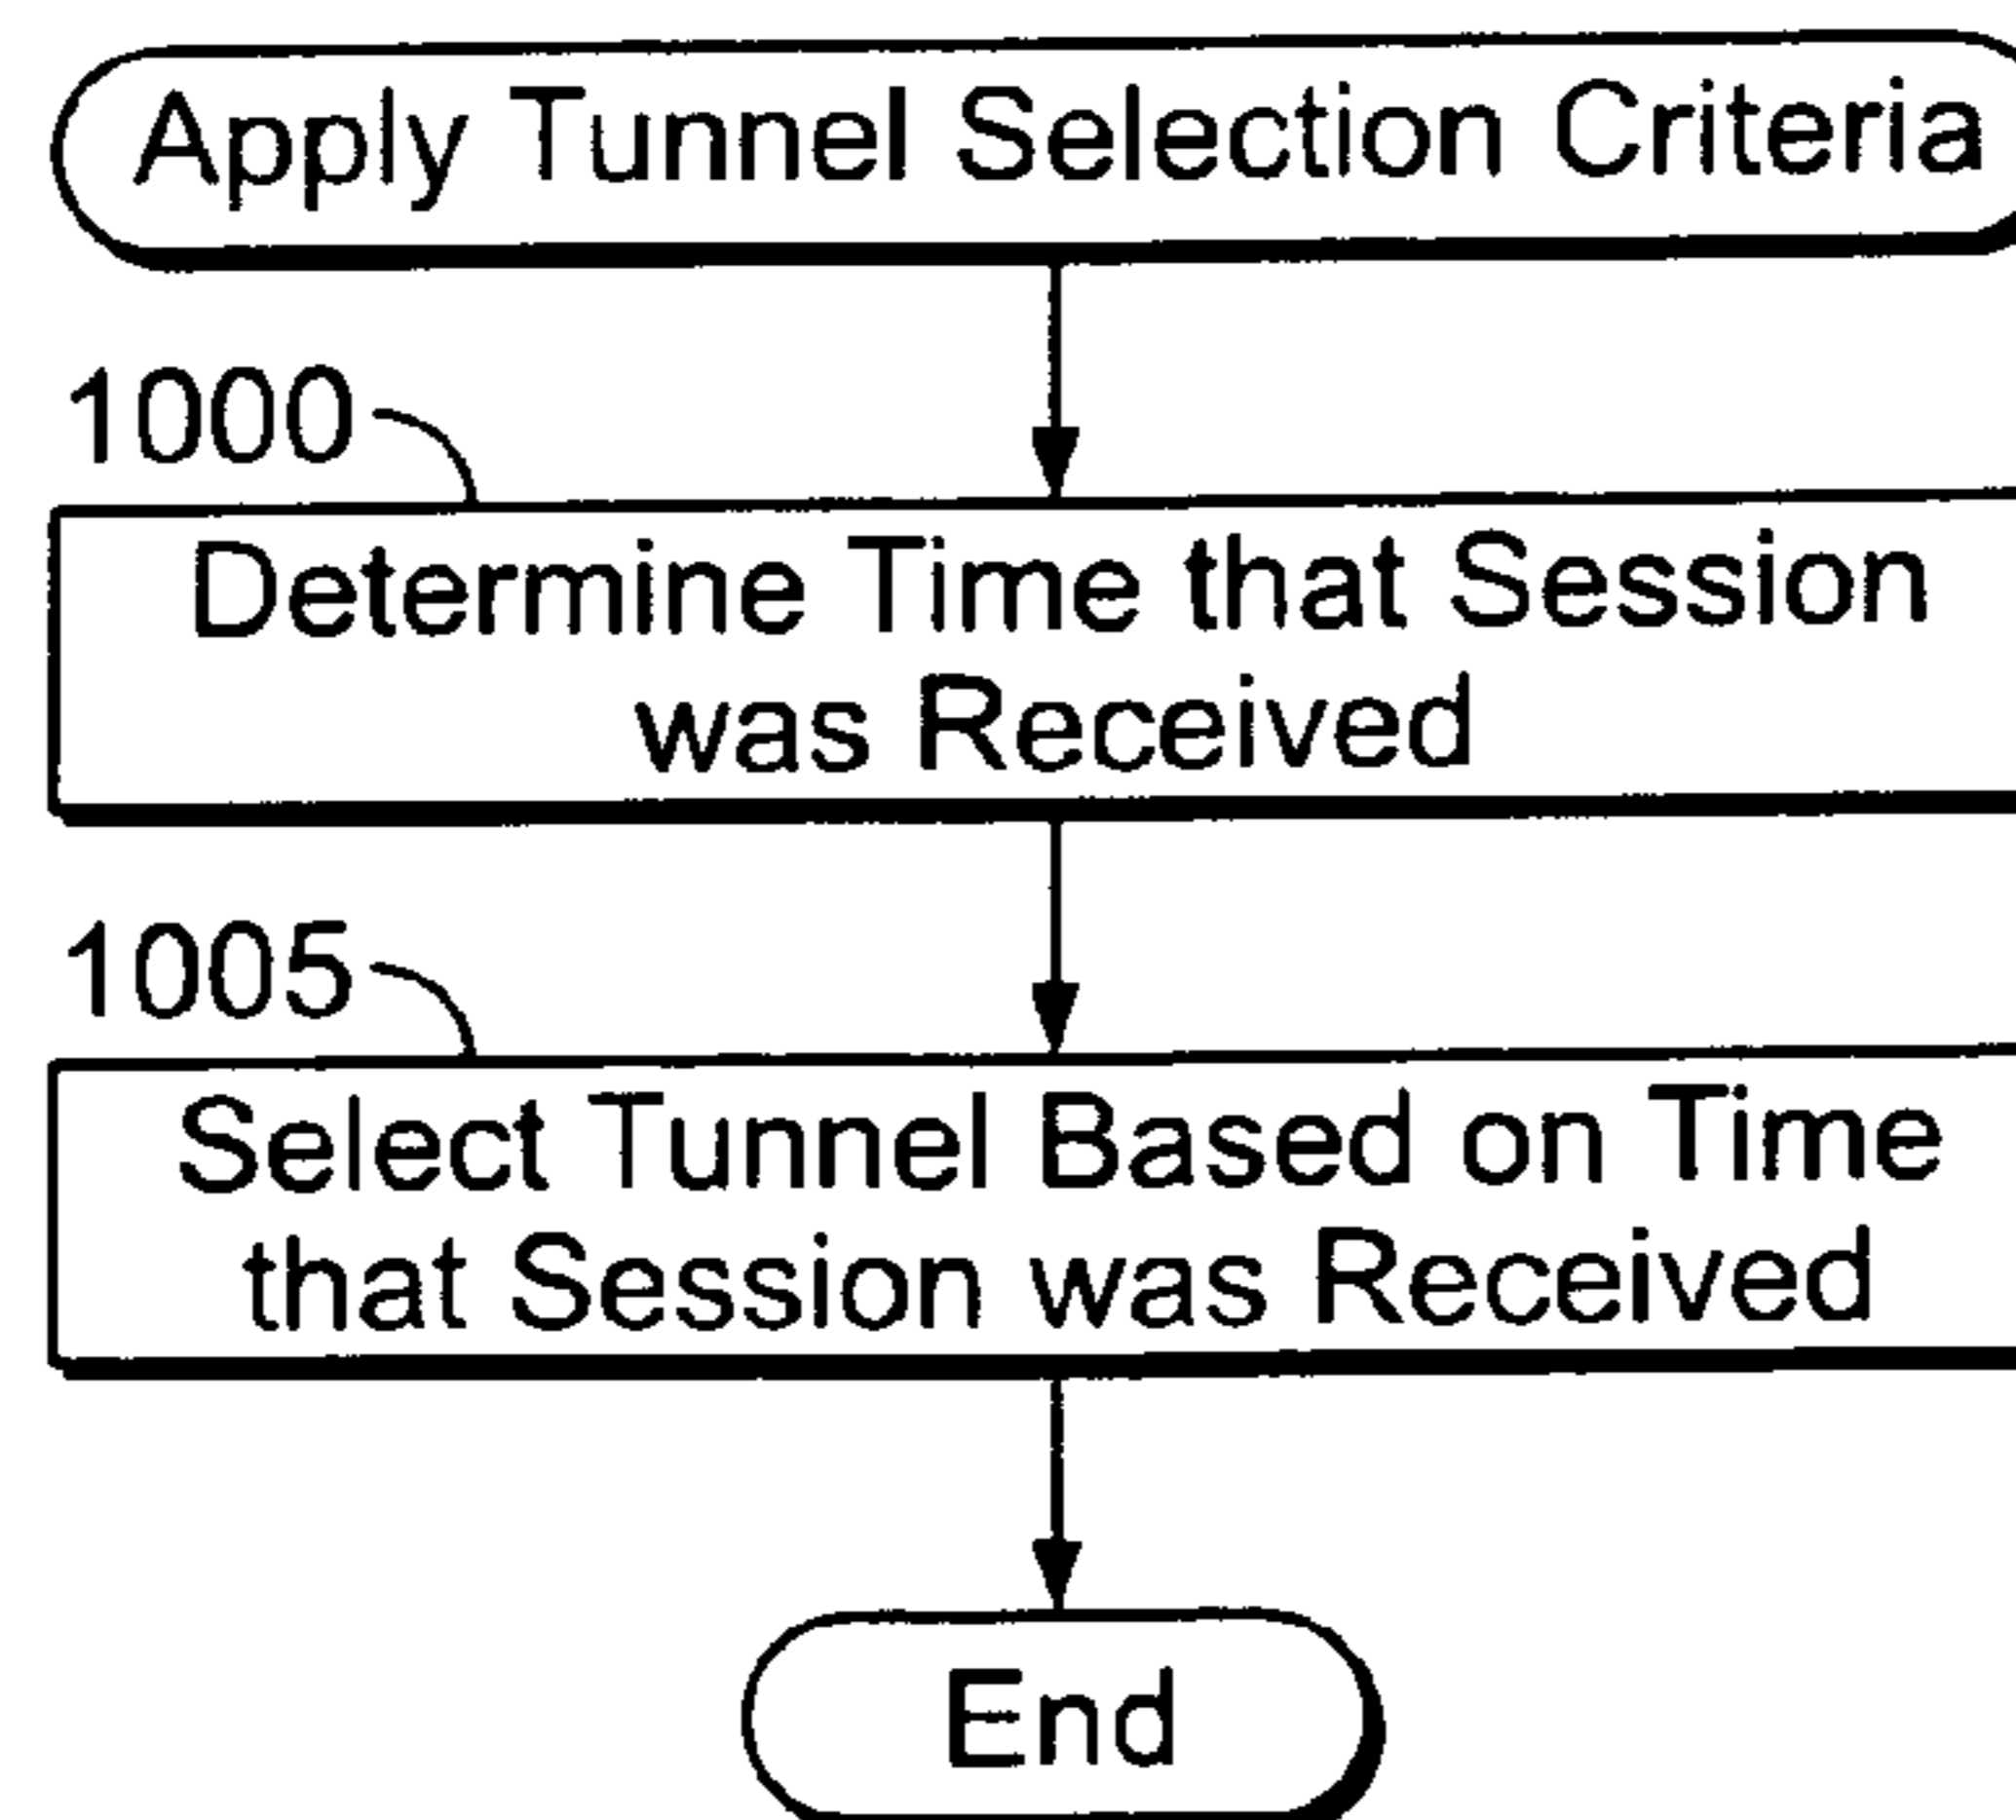 Apply Tunnel Selection Criteria
1000
Determine Time that Session
was Received
1005
Select Tunnel Based on Time
that Session was Received
End